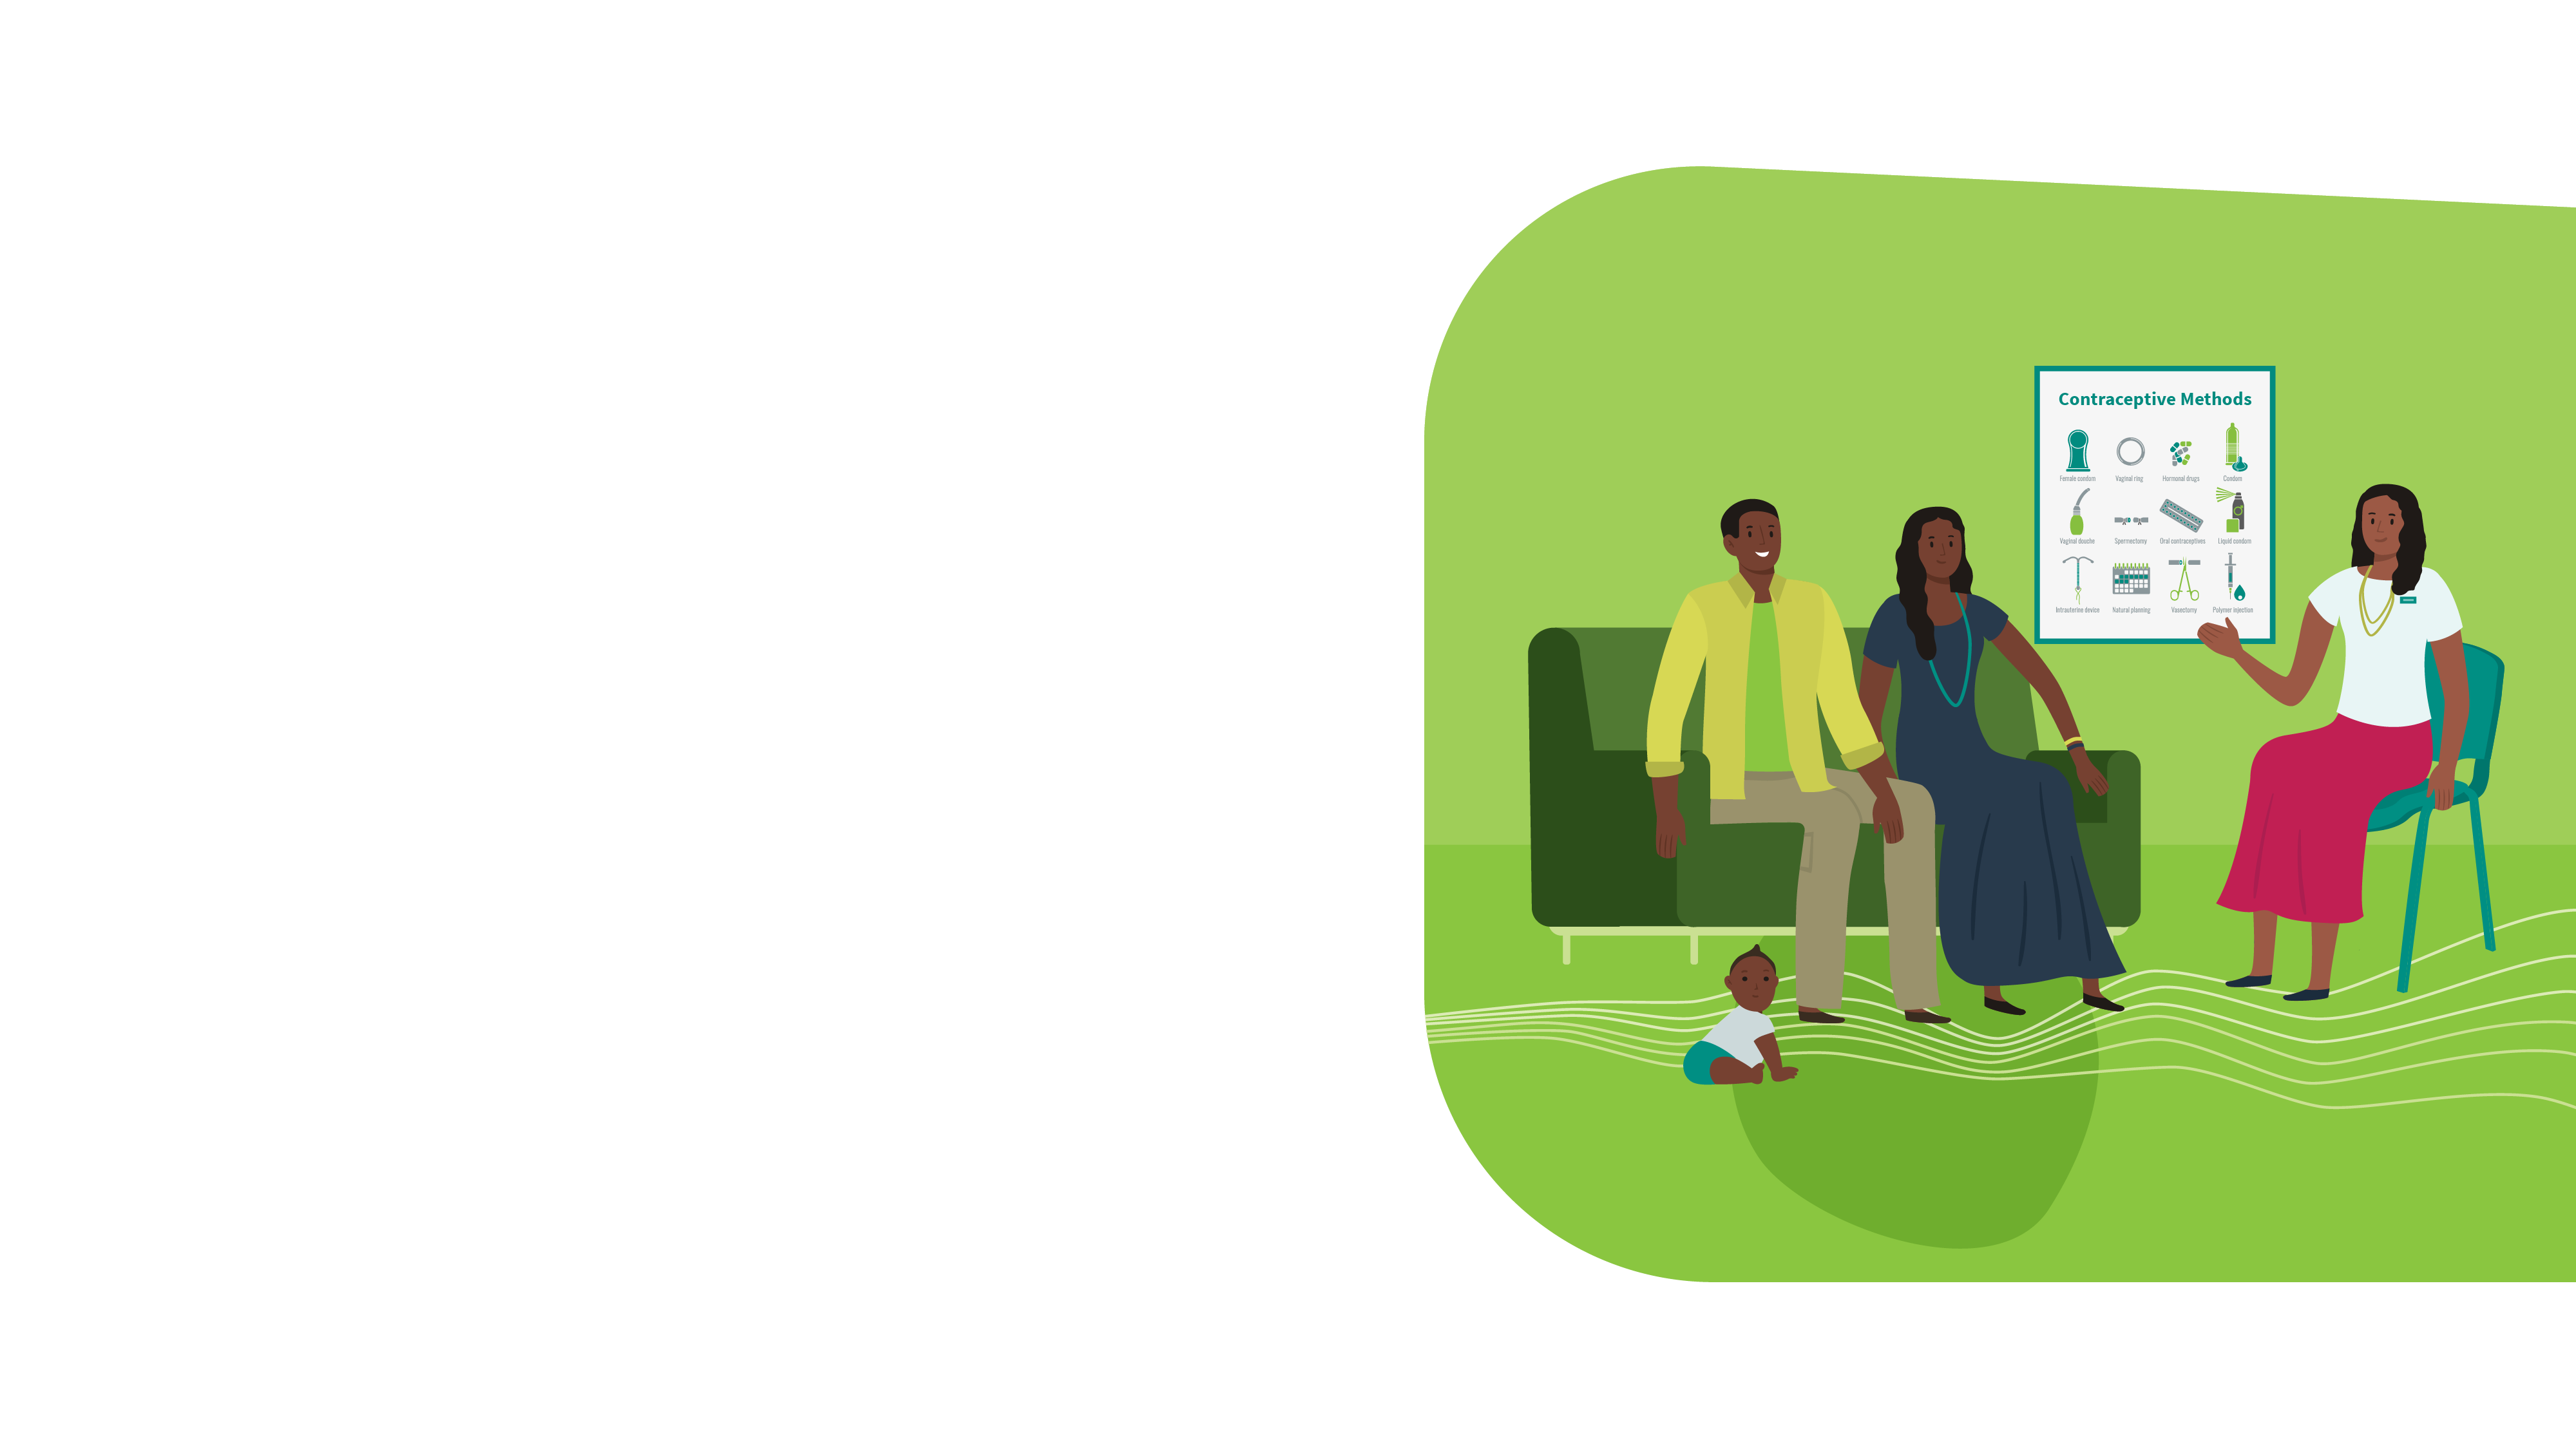 Contraceptive Methods
Female condom Vaginal ring Hormonal drugs Condom
Vaginal douche Spermectomy Oral contraceptives Liquid condom
Intrauterine device Natural planning Vasectomy Polymer injection